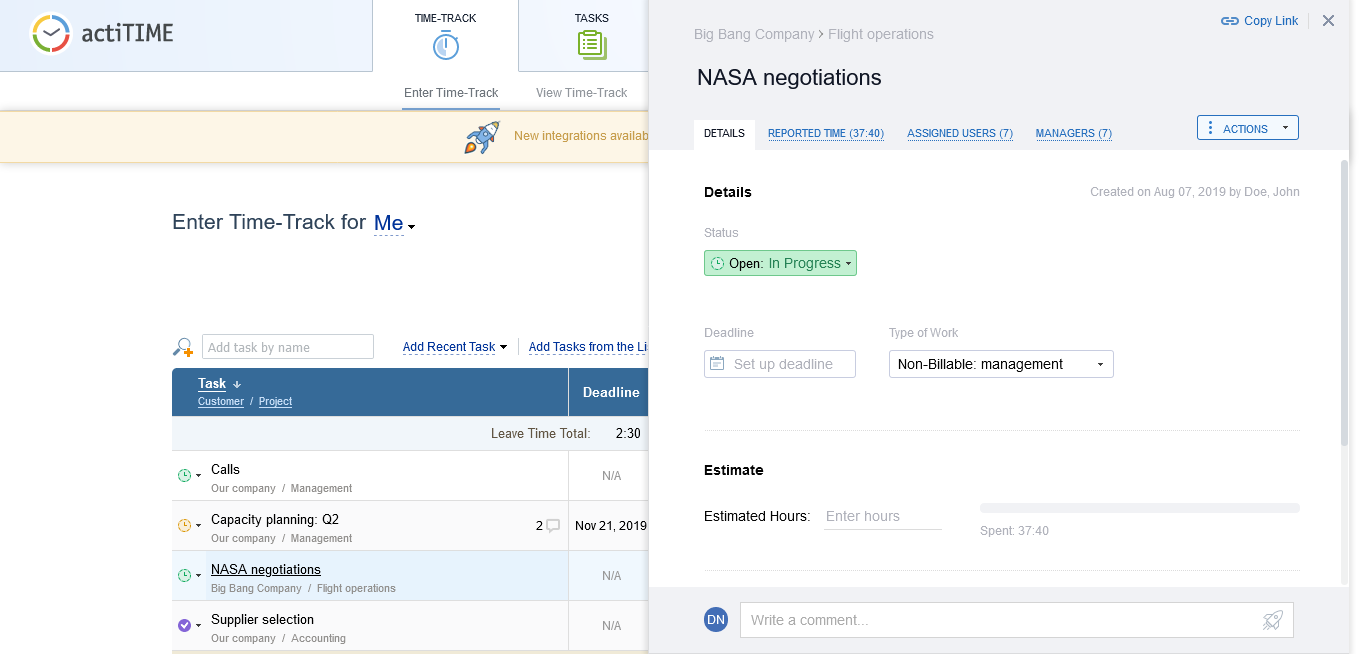 actiTIME
TIME-TRACK
TASKS
Enter Time-Track
View Time-Track
New integrations availab
Enter Time-Track for Me
Add task by name
Add Recent Task
Add Tasks from the Li
Task
Customer / Project
Deadline
Leave Time Total: 2:30
Calls
Our company / Management
N/A
Capacity planning: Q2
Our company / Management
2
Nov 21, 2019
NASA negotiations
Big Bang Company / Flight operations
N/A
Supplier selection
Our company / Accounting
N/A
Copy Link
Big Bang Company > Flight operations
NASA negotiations
DETAILS
REPORTED TIME (37:40)
ASSIGNED USERS (7)
MANAGERS (7)
ACTIONS
Details
Created on Aug 07, 2019 by Doe, John
Status
Open: In Progress
Deadline
Type of Work
Set up deadline
Non-Billable: management
Estimate
Estimated Hours:
Enter hours
Spent: 37:40
DN
Write a comment...